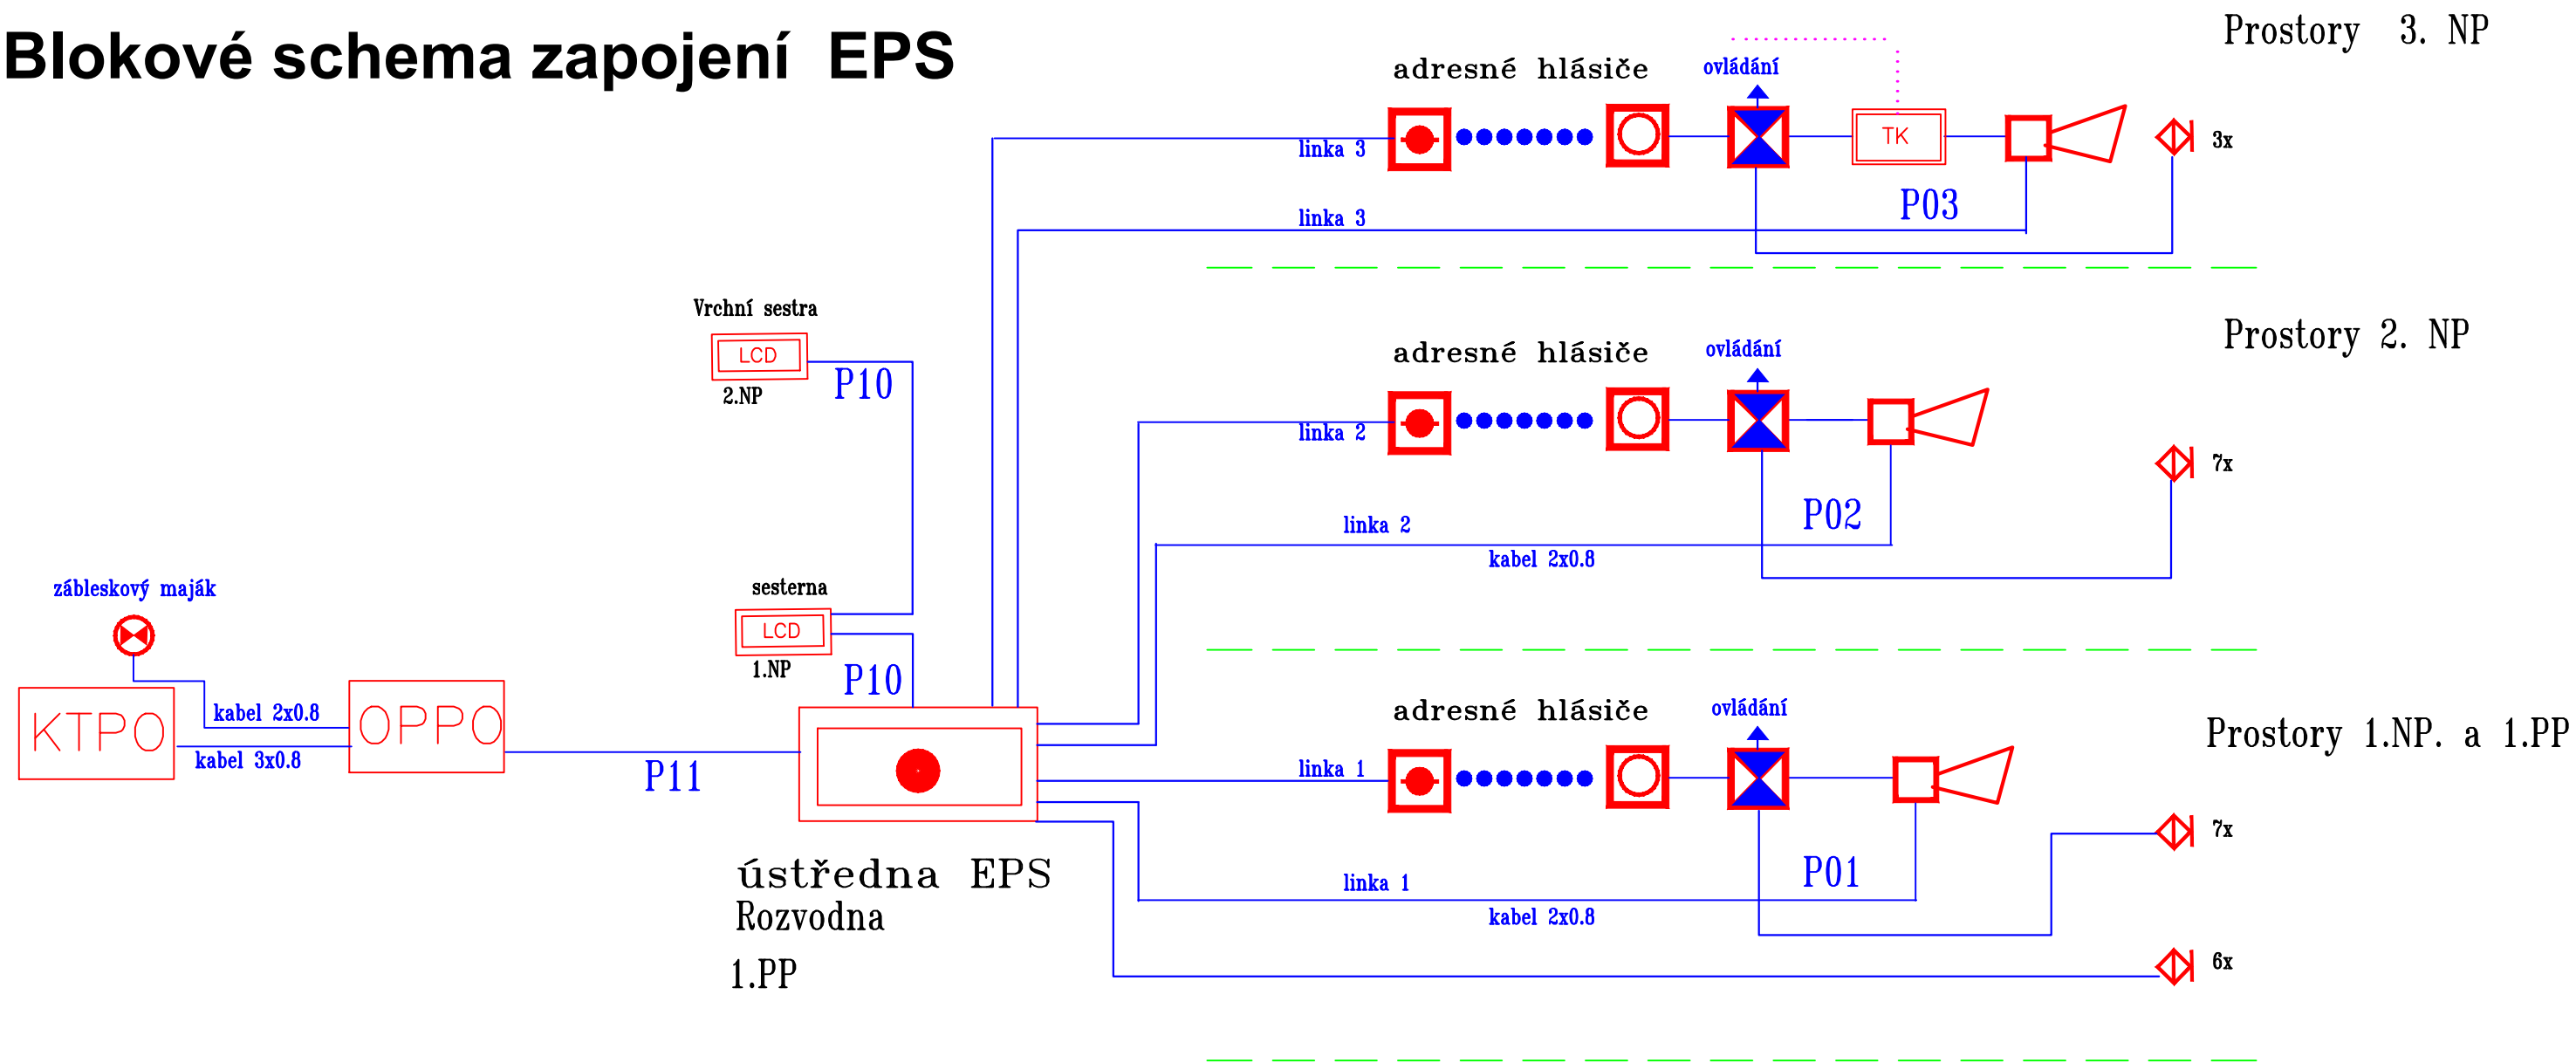 Blokové schema zapojení EPS
Prostory 3. NP
adresné hlásiče
ovládání
linka 3
TK
3x
P03
linka 3
Vrchní sestra
LCD
2.NP
P10
Prostory 2. NP
adresné hlásiče
ovládání
linka 2
7x
P02
linka 2
kabel 2x0.8
zábleskový maják
sesterna
LCD
1.NP
P10
KTPO
kabel 2x0.8
kabel 3x0.8
OPPO
P11
adresné hlásiče
ovládání
Prostory 1.NP. a 1.PP
linka 1
7x
P01
linka 1
kabel 2x0.8
6x
ústředna EPS
Rozvodna
1.PP